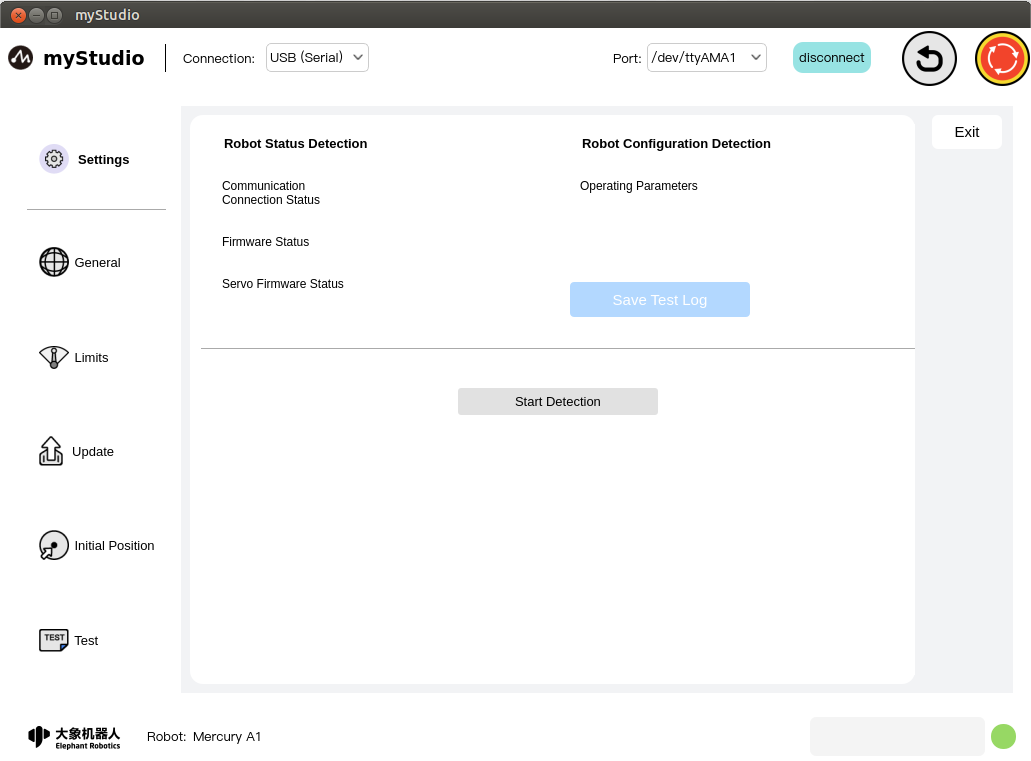 myStudio
myStudio
Connection: USB (Serial)
Port: /dev/ttyAMA1
disconnect
Exit
Settings
General
Limits
Update
Initial Position
TEST Test
Robot Status Detection
Communication
Connection Status
Firmware Status
Servo Firmware Status
Robot Configuration Detection
Operating Parameters
Save Test Log
Start Detection
大象机器人
Elephant Robotics
Robot: Mercury A1